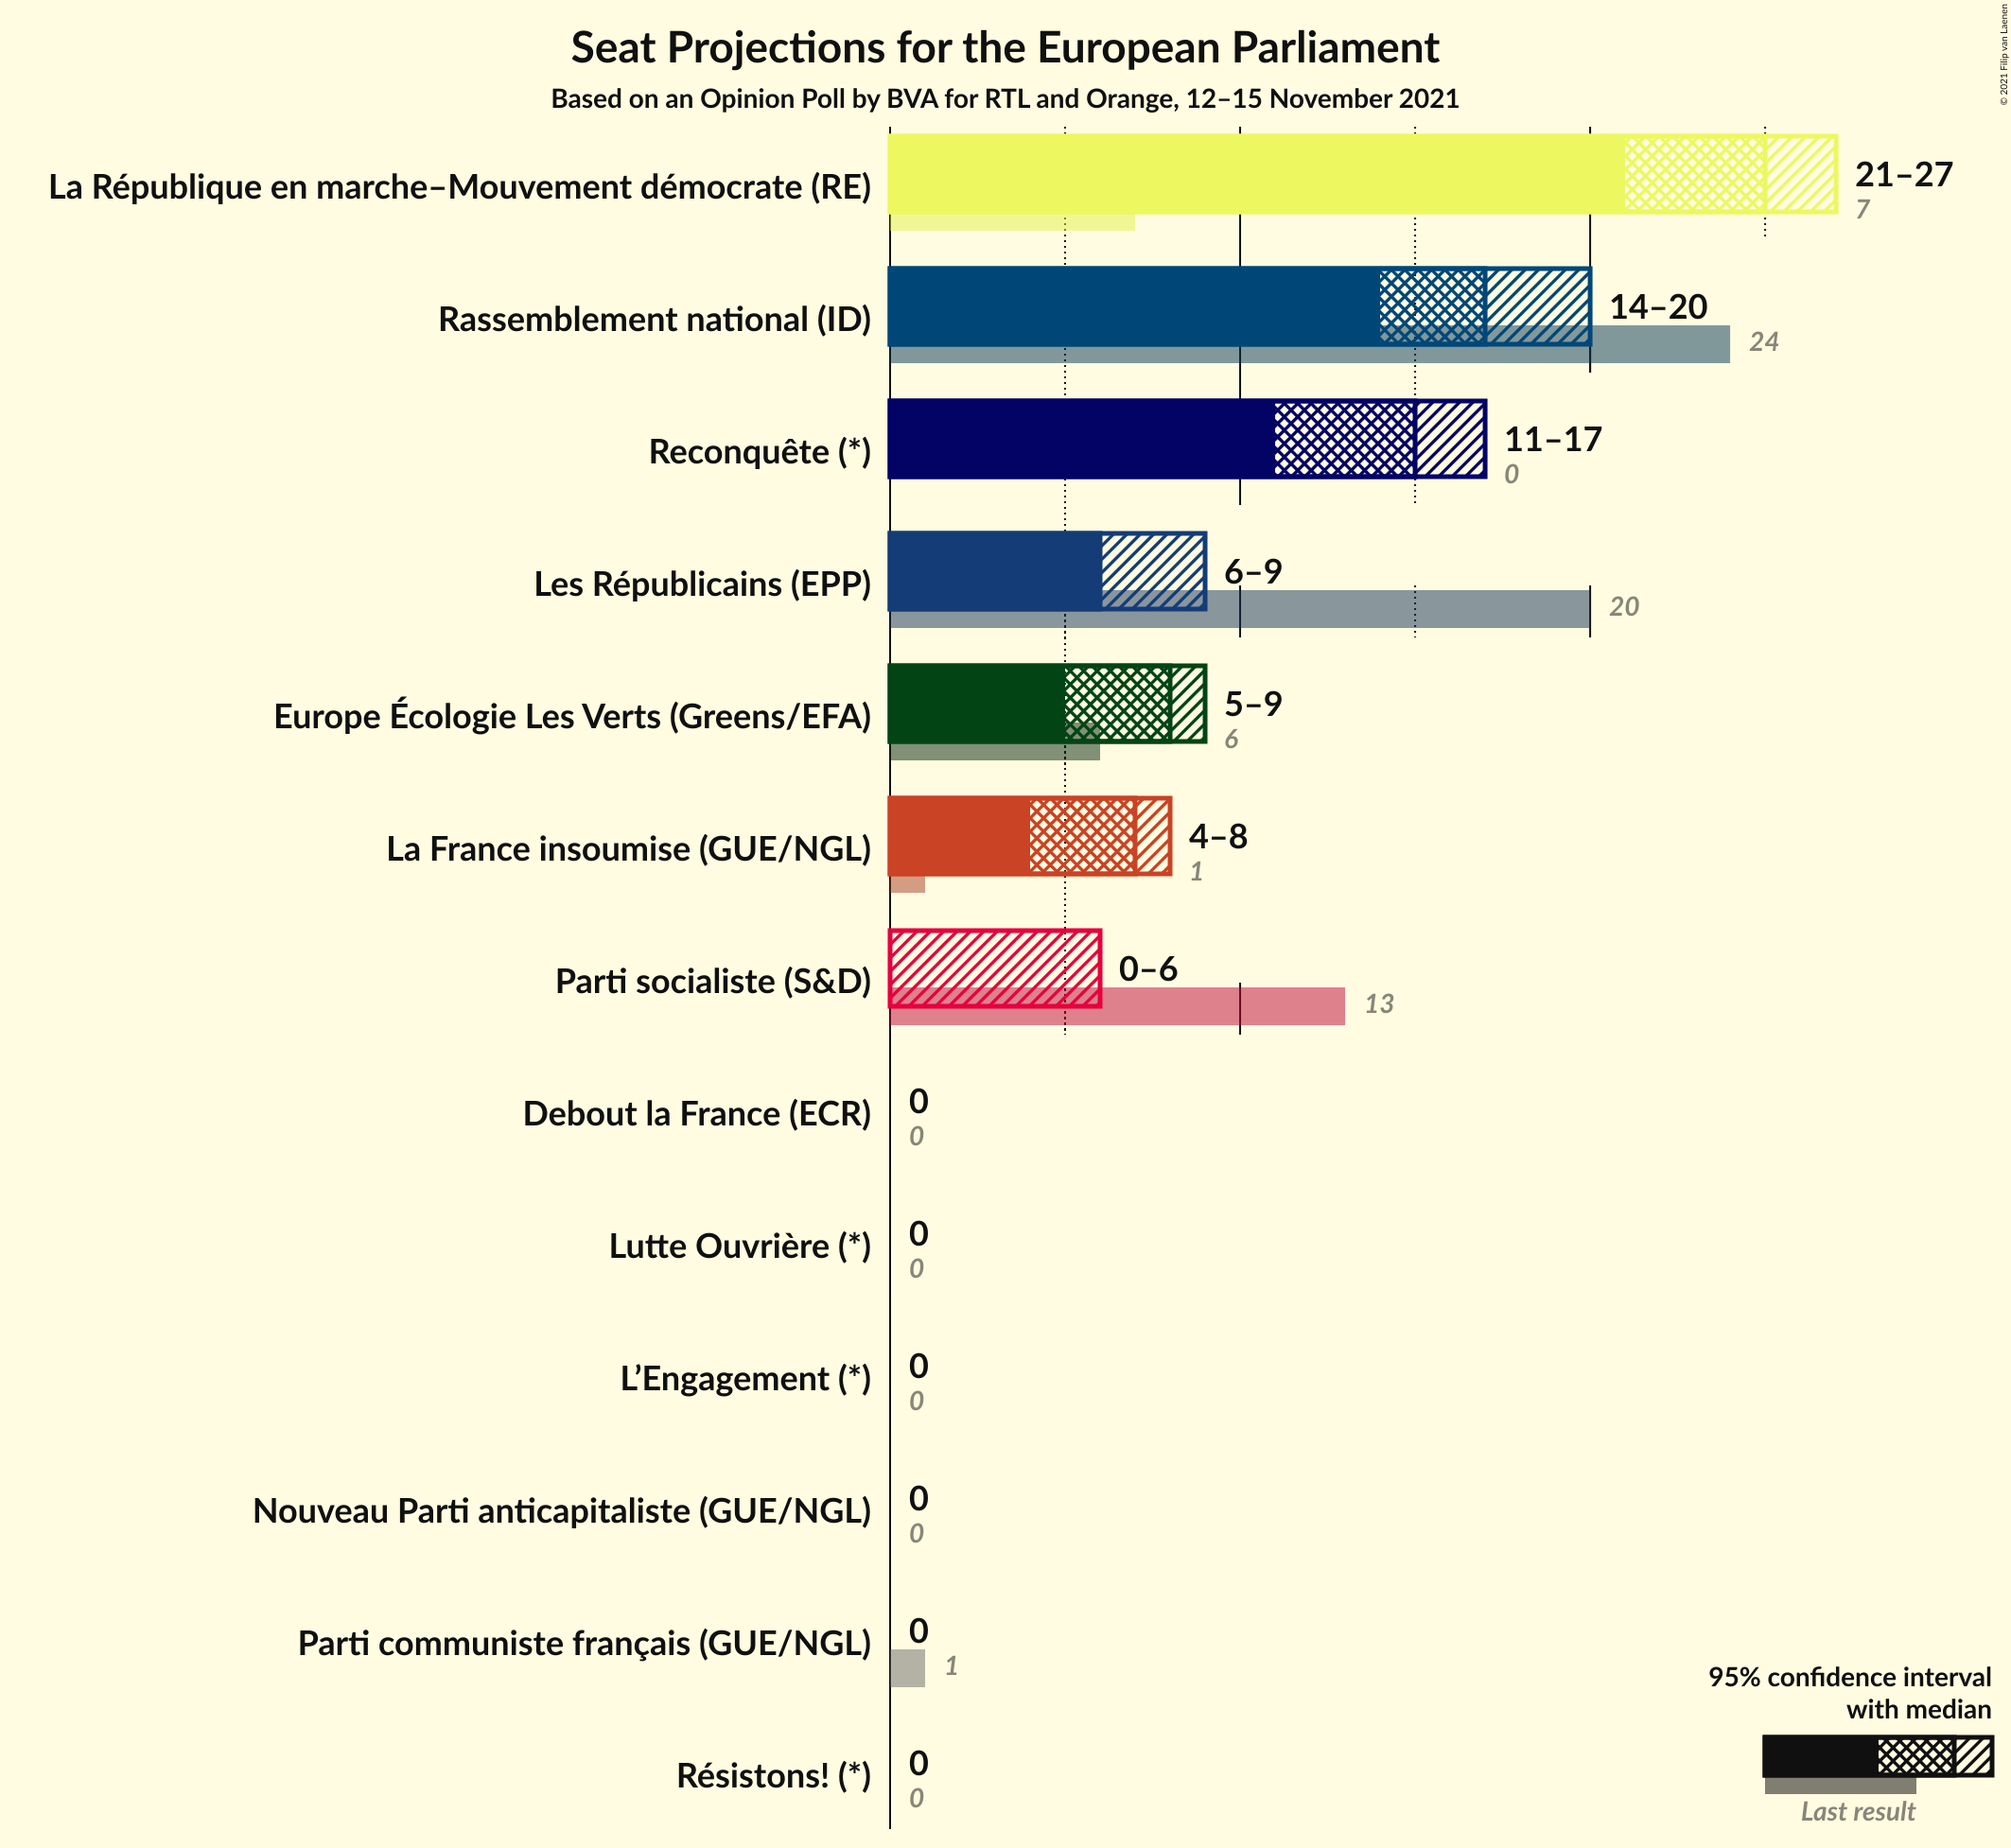 Seat Projections for the European Parliament
Based on an Opinion Poll by BVA for RTL and Orange, 12–15 November 2021
© 2021 Filip van Laenen
La République en marche–Mouvement démocrate (RE)
21–27
7
Rassemblement national (ID)
14–20
24
Reconquête (*)
11–17
0
Les Républicains (EPP)
6–9
20
Europe Écologie Les Verts (Greens/EFA)
5–9
6
La France insoumise (GUE/NGL)
4–8
1
Parti socialiste (S&D)
0–6
13
Debout la France (ECR)
0
0
Lutte Ouvrière (*)
0
0
L’Engagement (*)
0
0
Nouveau Parti anticapitaliste (GUE/NGL)
0
0
Parti communiste français (GUE/NGL)
0
1
Résistons! (*)
0
0
95% confidence interval
with median
Last result